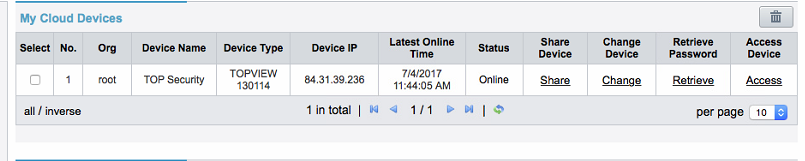 My Cloud Devices
Select No. Org Device Name Device Type Device IP Latest Online Time Status Share Device Change Device Retrieve Password Access Device
1 root TOP Security TOPVIEW 130114 84.31.39.236 7/4/2017 11:44:05 AM Online Share Change Retrieve Access
all / inverse 1 in total | 1 / 1 | per page 10